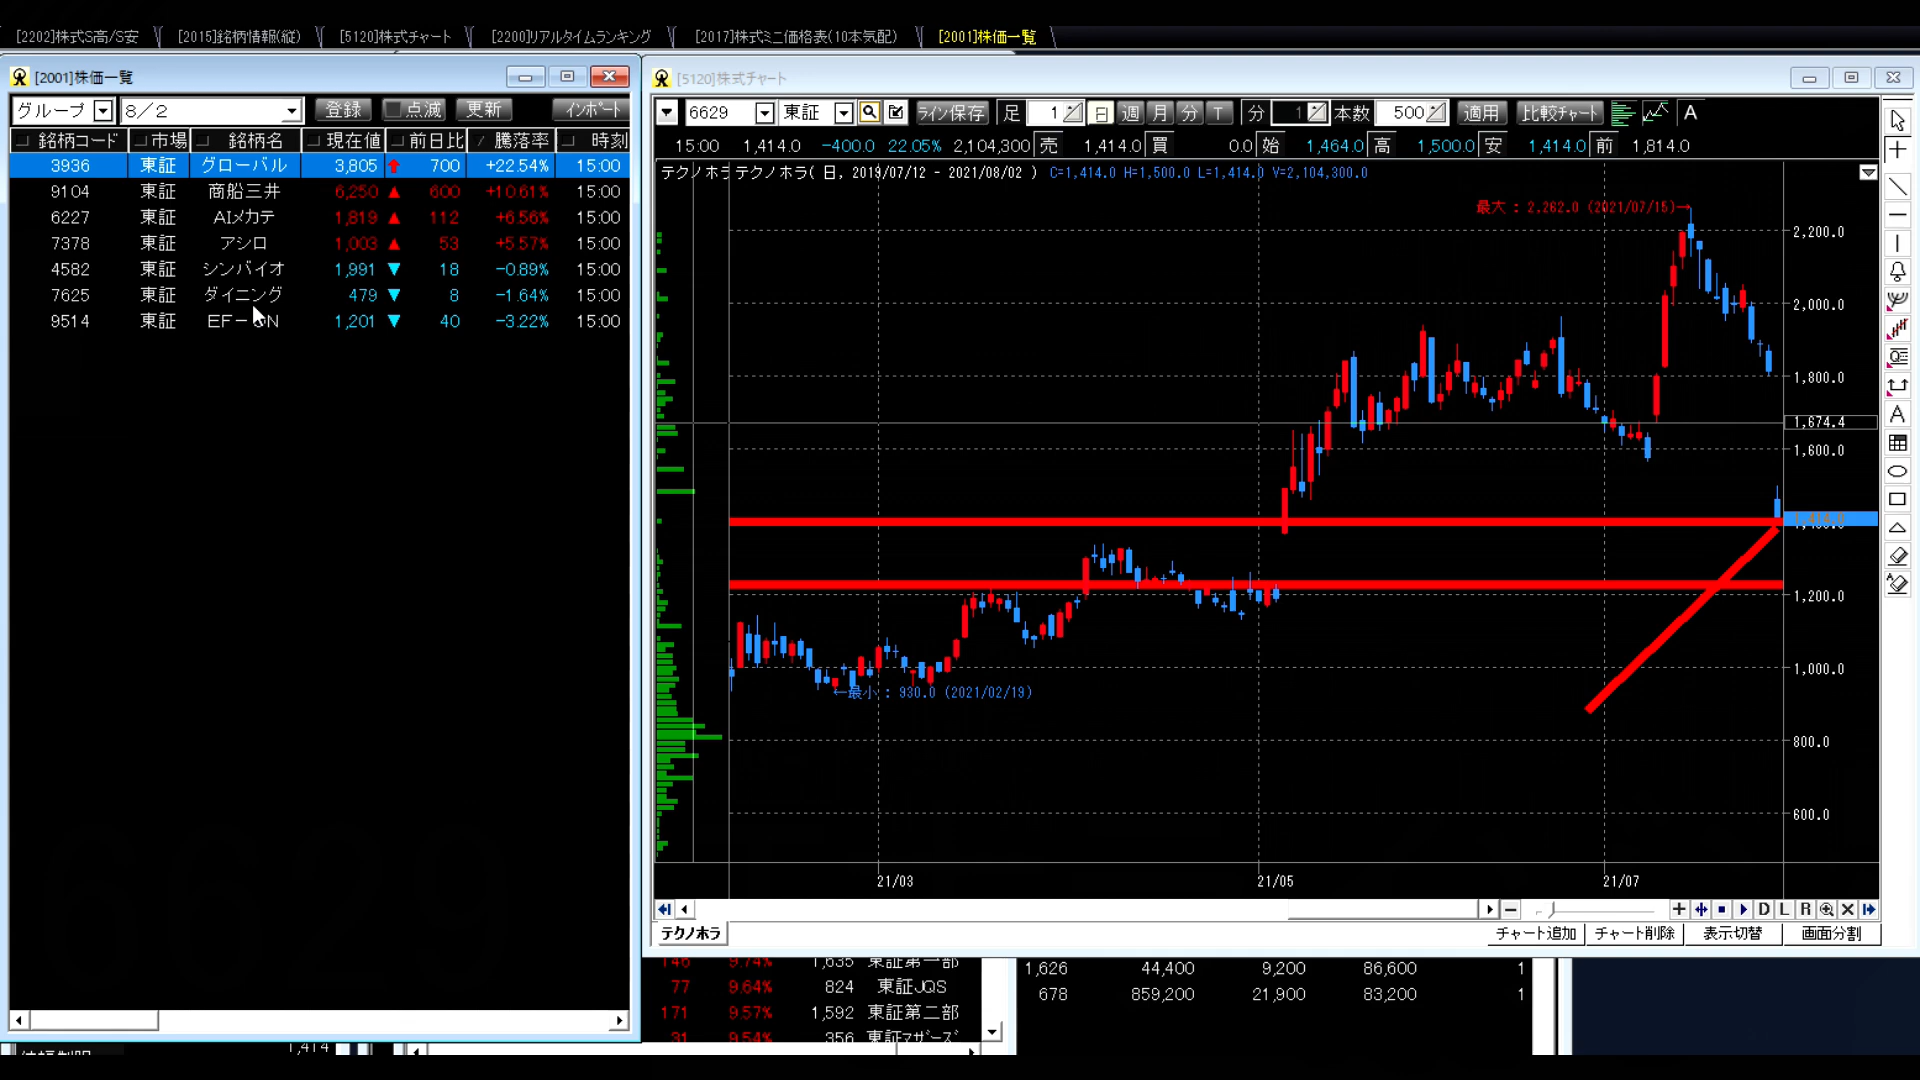 [2202]株式S高/S安 [2015]銘柄情報(縦) [5120]株式チャート [2200]リアルタイムランキング [2017]株式ミニ価格表(10本気配) [2001]株価一覧
[2001]株価一覧
グループ 8／2 登録 点滅 更新 インポート
銘柄コード 市場 銘柄名 現在値 前日比 騰落率 時刻
3936 東証 グローバル 3,805 700 +22.54% 15:00
9104 東証 商船三井 6,250 ▲ 600 +10.61% 15:00
6227 東証 AIメカテ 1,819 ▲ 112 +6.56% 15:00
7378 東証 アシロ 1,003 ▲ 53 +5.57% 15:00
4582 東証 シンバイオ 1,991 ▼ 18 -0.89% 15:00
7625 東証 ダイニング 479 ▼ 8 -1.64% 15:00
9514 東証 1,201 ▼ 40 -3.22% 15:00
[5120]株式チャート
6629 東証 ライン保存 足 1 日 週 月 分 T 分 1 本数 500 適用 比較チャート A
15:00 1,414.0 -400.0 22.05% 2,104,300 売 1,414.0 買 0.0 始 1,464.0 高 1,500.0 安 1,414.0 前 1,814.0
テクノホラ テクノホラ( 日, 2019/07/12 - 2021/08/02 ) C=1,414.0 H=1,500.0 L=1,414.0 V=2,104,300.0
最大 : 2,262.0 (2021/07/15)→
2,200.0
2,000.0
1,800.0
1,674.4
1,600.0
1,200.0
1,000.0
←最小 : 930.0 (2021/02/19)
800.0
600.0
21/03 21/05 21/07
D L R
テクノホラ チャート追加 チャート削除 表示切替 画面分割
146 9.74% 1,635 東証第一部 1,626 44,400 9,200 86,600 1
77 9.64% 824 東証JQS 678 859,200 21,900 83,200 1
171 9.57% 1,592 東証第二部
31 9.54% 356 東証マザーズ
1,414